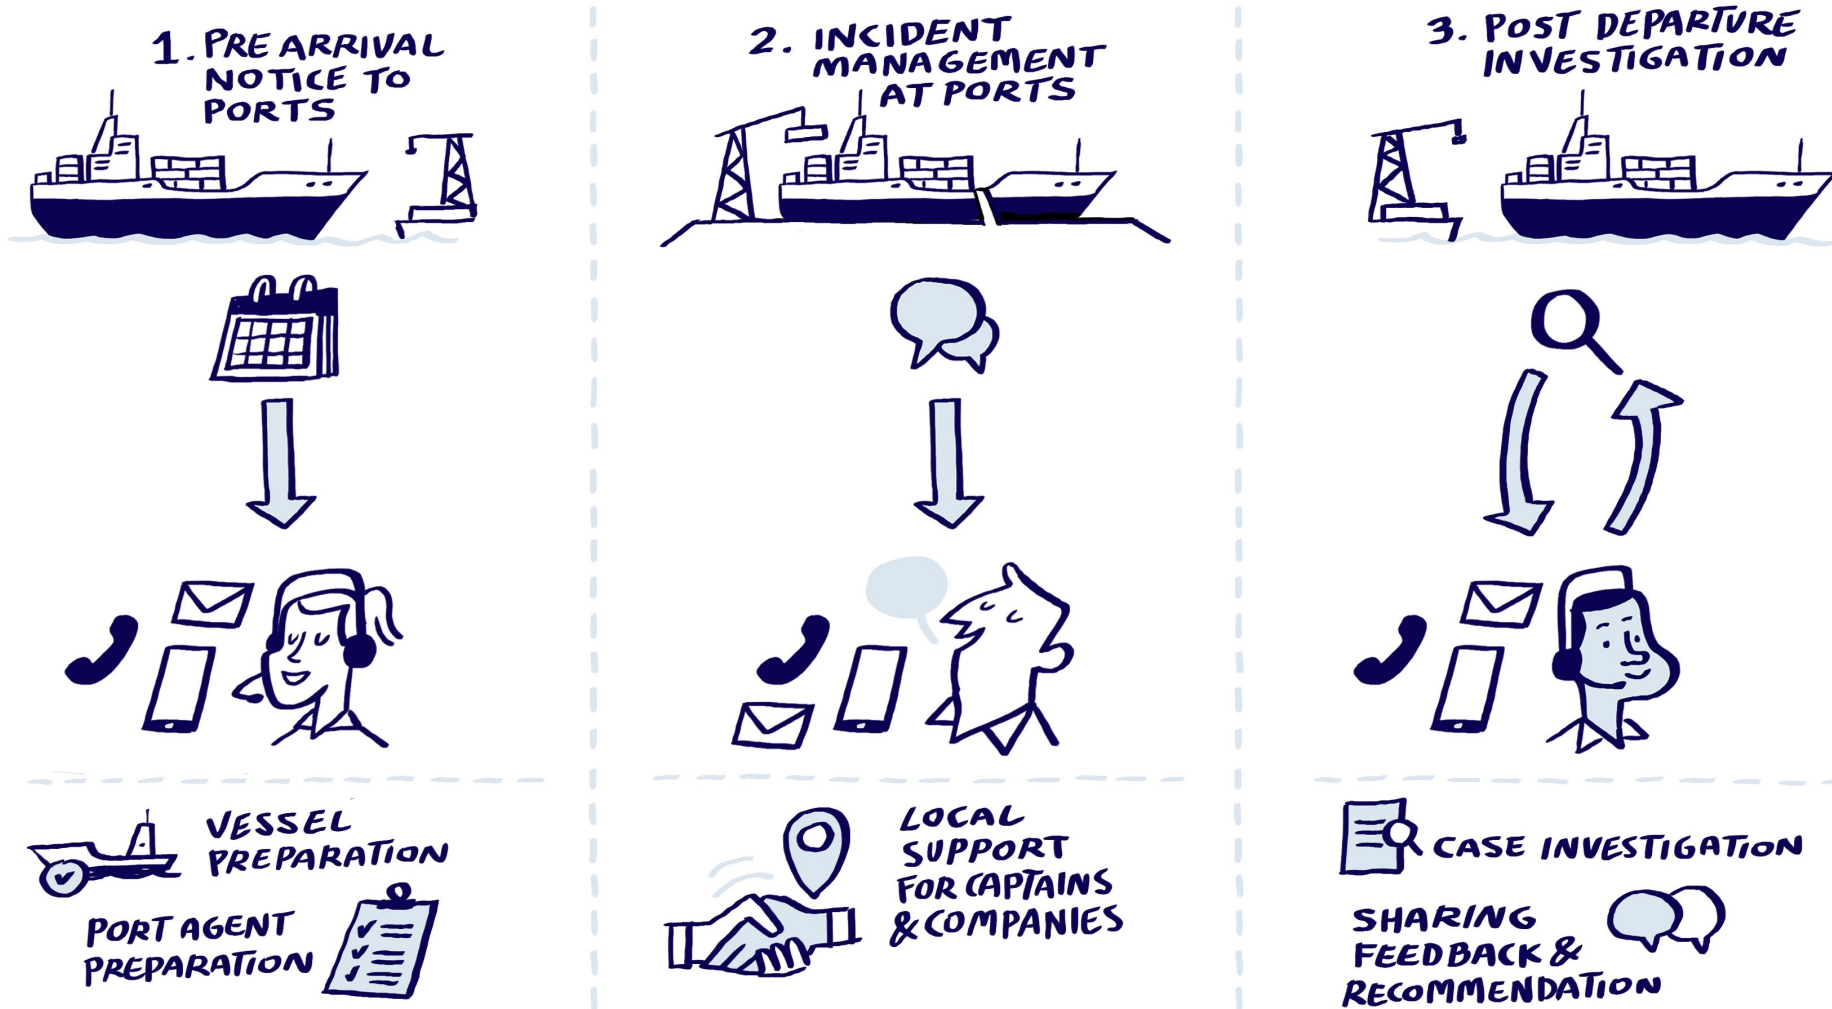 1. PRE ARRIVAL
NOTICE TO
PORTS
2. INCIDENT
MANAGEMENT
AT PORTS
3. POST DEPARTURE
INVESTIGATION
VESSEL
PREPARATION
PORT AGENT
PREPARATION
LOCAL
SUPPORT
FOR CAPTAINS
& COMPANIES
CASE INVESTIGATION
SHARING
FEEDBACK &
RECOMMENDATION